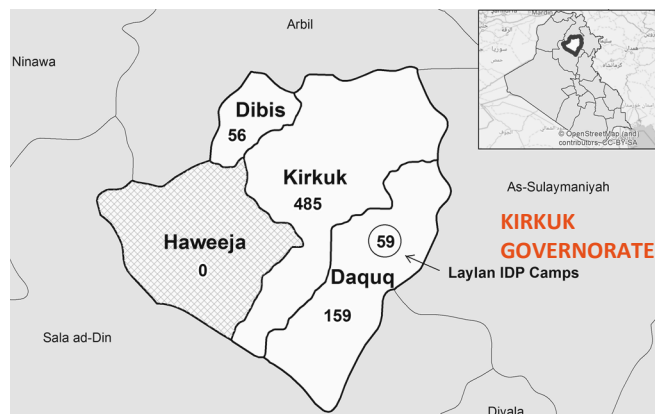 Arbil
Ninawa
Mardin
© OpenStreetMap (and)
contributors, CC-BY-SA
Dibis
56
Kirkuk
485
As-Sulaymaniyah
KIRKUK
GOVERNORATE
Haweeja
0
59
Daquq
Laylan IDP Camps
159
Sala ad-Din
Diyala